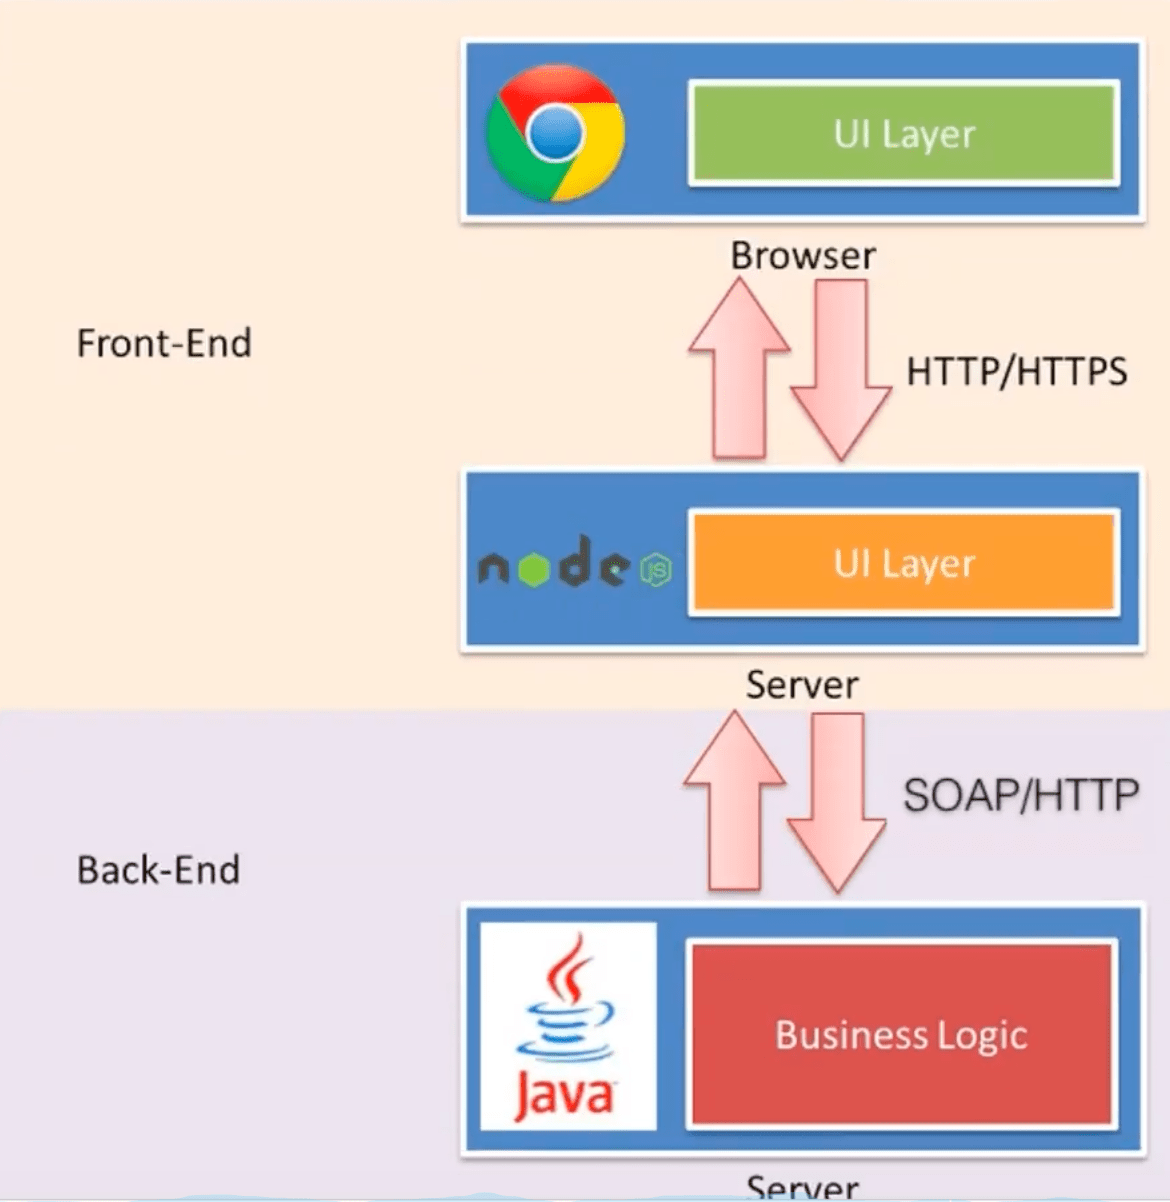 UI Layer
Browser
Front-End
HTTP/HTTPS
node JS
UI Layer
Server
SOAP/HTTP
Back-End
Java
Business Logic
Server